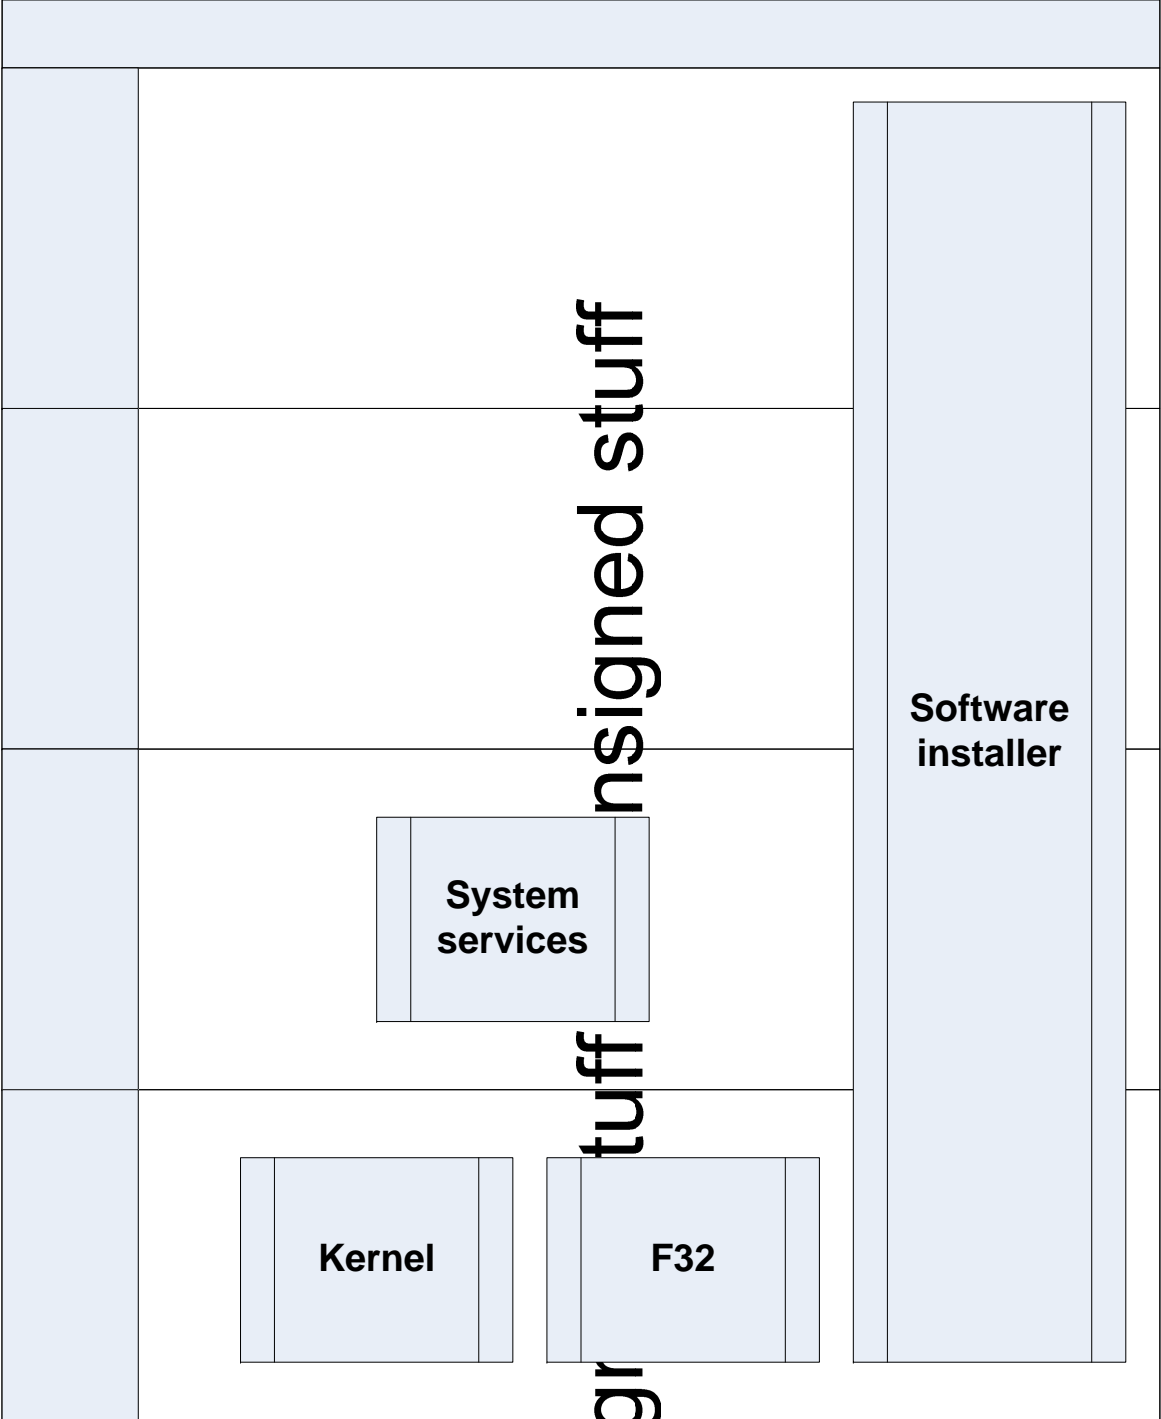 nsigned stuff
Software
installer
System
services
tuff
Kernel
F32